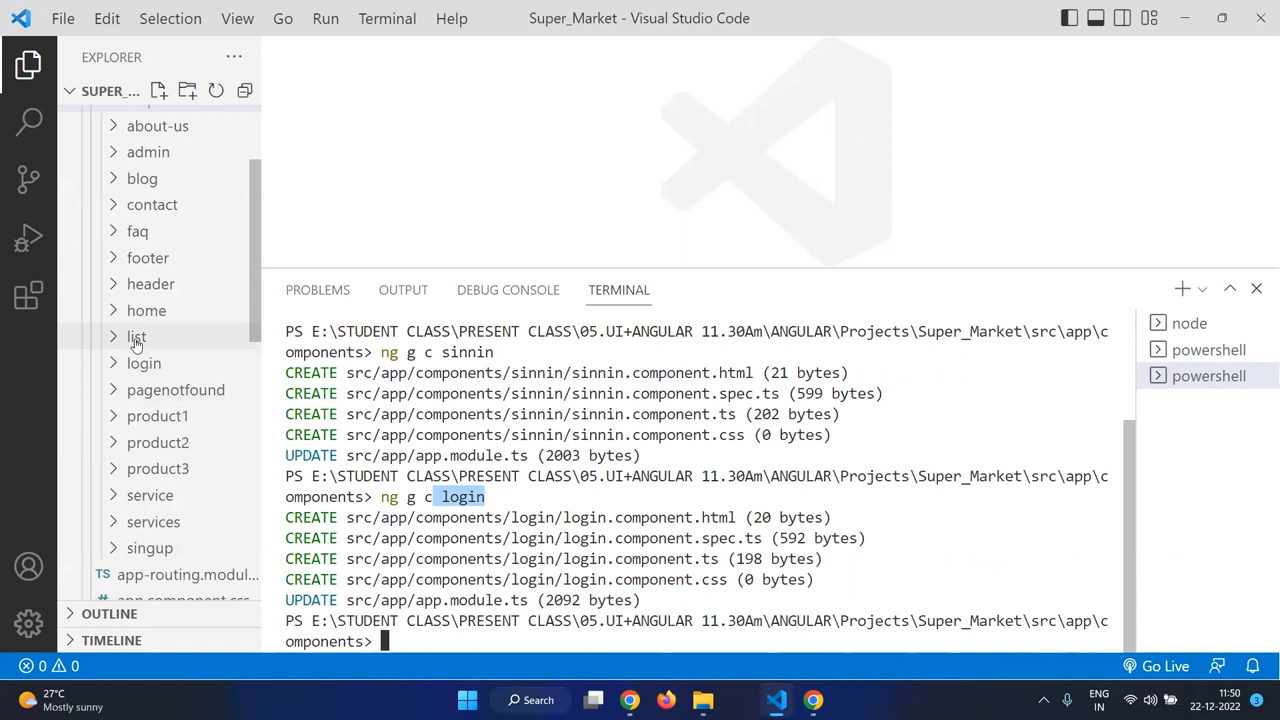 File Edit Selection View Go Run Terminal Help
Super_Market - Visual Studio Code
EXPLORER
SUPER_...
about-us
admin
blog
contact
faq
footer
header
home
list
login
pagenotfound
product1
product2
product3
service
services
singup
TS app-routing.modul...
OUTLINE
TIMELINE
PROBLEMS OUTPUT DEBUG CONSOLE TERMINAL
PS E:\STUDENT CLASS\PRESENT CLASS\05.UI+ANGULAR 11.30Am\ANGULAR\Projects\Super_Market\src\app\c
omponents> ng g c sinnin
CREATE src/app/components/sinnin/sinnin.component.html (21 bytes)
CREATE src/app/components/sinnin/sinnin.component.spec.ts (599 bytes)
CREATE src/app/components/sinnin/sinnin.component.ts (202 bytes)
CREATE src/app/components/sinnin/sinnin.component.css (0 bytes)
UPDATE src/app/app.module.ts (2003 bytes)
PS E:\STUDENT CLASS\PRESENT CLASS\05.UI+ANGULAR 11.30Am\ANGULAR\Projects\Super_Market\src\app\c
omponents> ng g c login
CREATE src/app/components/login/login.component.html (20 bytes)
CREATE src/app/components/login/login.component.spec.ts (592 bytes)
CREATE src/app/components/login/login.component.ts (198 bytes)
CREATE src/app/components/login/login.component.css (0 bytes)
UPDATE src/app/app.module.ts (2092 bytes)
PS E:\STUDENT CLASS\PRESENT CLASS\05.UI+ANGULAR 11.30Am\ANGULAR\Projects\Super_Market\src\app\c
omponents>
node
powershell
powershell
0 0
Go Live
27°C
Mostly sunny
Search
ENG
IN
11:50
22-12-2022
3